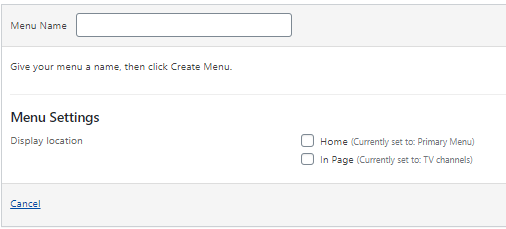 Menu Name
Give your menu a name, then click Create Menu.
Menu Settings
Display location
Home (Currently set to: Primary Menu)
In Page (Currently set to: TV channels)
Cancel